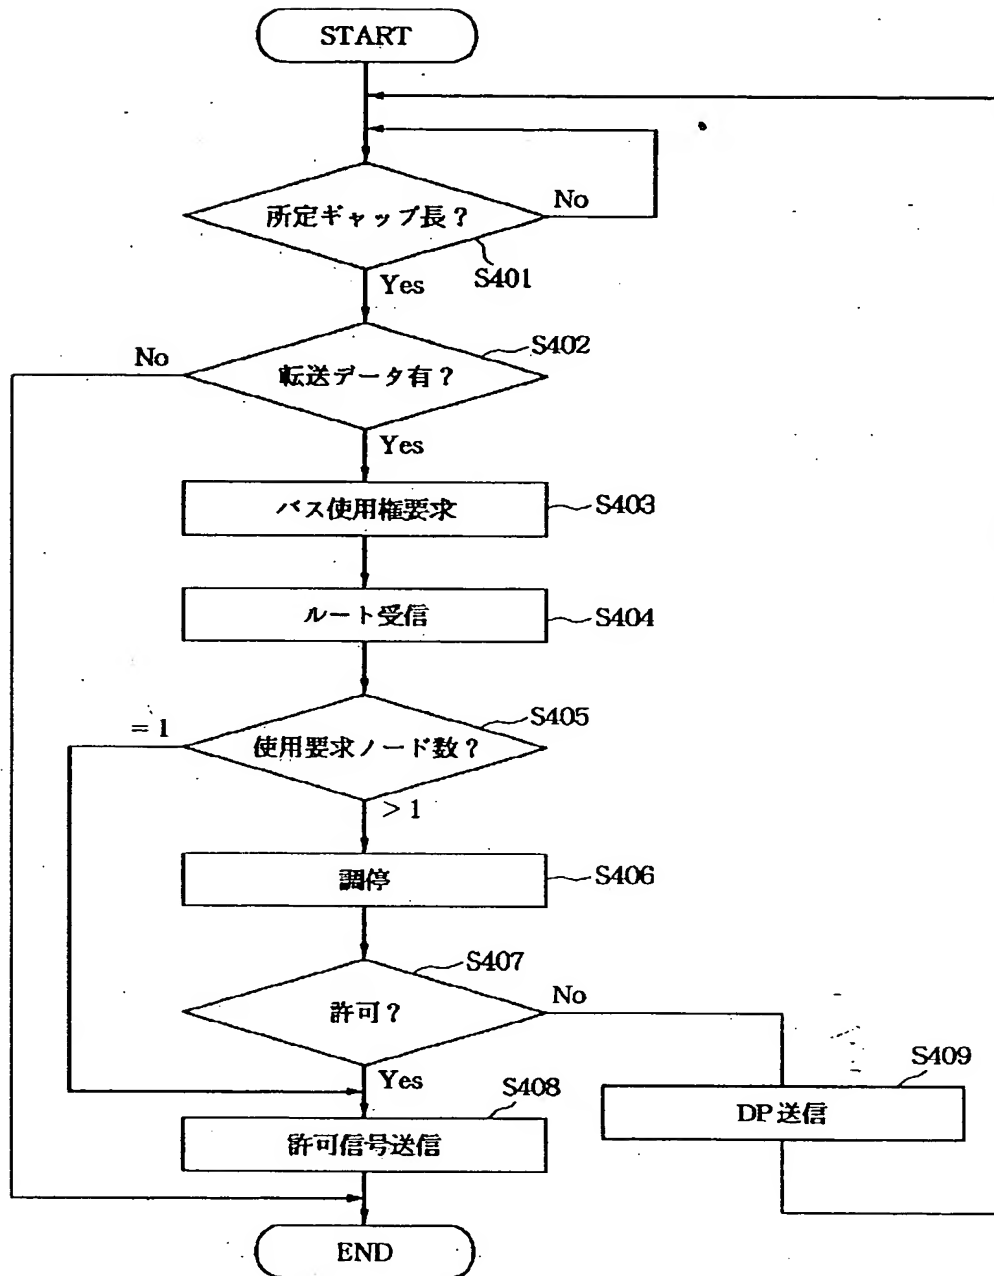 START
所定ギャップ長?
No
S401
Yes
S402
No
転送データ有?
Yes
バス使用権要求
S403
ルート受信
S404
S405
= 1
使用要求ノード数?
> 1
調停
S406
S407
許可?
No
Yes
S408
S409
DP送信
許可信号送信
END